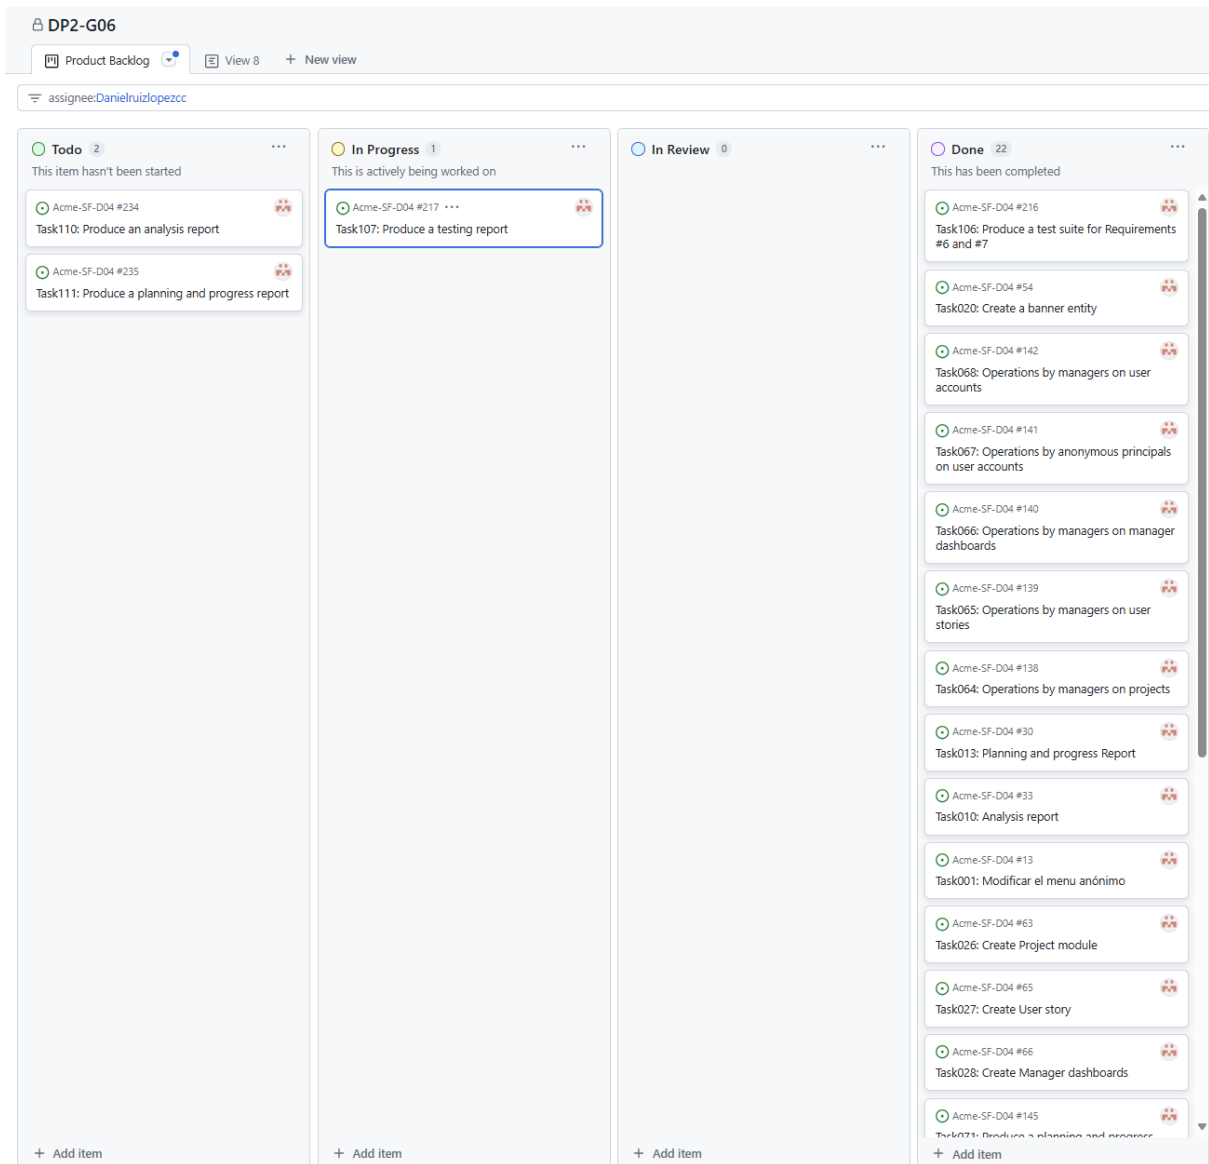 DP2-G06
Product Backlog
View 8
+ New view
assignee:Danielruizlopezcc
Todo 2
This item hasn't been started
Acme-SF-D04 #234
Task110: Produce an analysis report
Acme-SF-D04 #235
Task111: Produce a planning and progress report
+ Add item
In Progress 1
This is actively being worked on
Acme-SF-D04 #217 ...
Task107: Produce a testing report
+ Add item
In Review 0
+ Add item
Done 22
This has been completed
Acme-SF-D04 #216
Task106: Produce a test suite for Requirements
#6 and #7
Acme-SF-D04 #54
Task020: Create a banner entity
Acme-SF-D04 #142
Task068: Operations by managers on user
accounts
Acme-SF-D04 #141
Task067: Operations by anonymous principals
on user accounts
Acme-SF-D04 #140
Task066: Operations by managers on manager
dashboards
Acme-SF-D04 #139
Task065: Operations by managers on user
stories
Acme-SF-D04 #138
Task064: Operations by managers on projects
Acme-SF-D04 #30
Task013: Planning and progress Report
Acme-SF-D04 #33
Task010: Analysis report
Acme-SF-D04 #13
Task001: Modificar el menu anónimo
Acme-SF-D04 #63
Task026: Create Project module
Acme-SF-D04 #65
Task027: Create User story
Acme-SF-D04 #66
Task028: Create Manager dashboards
Acme-SF-D04 #145
Task071: Produce a planning and progress
+ Add item